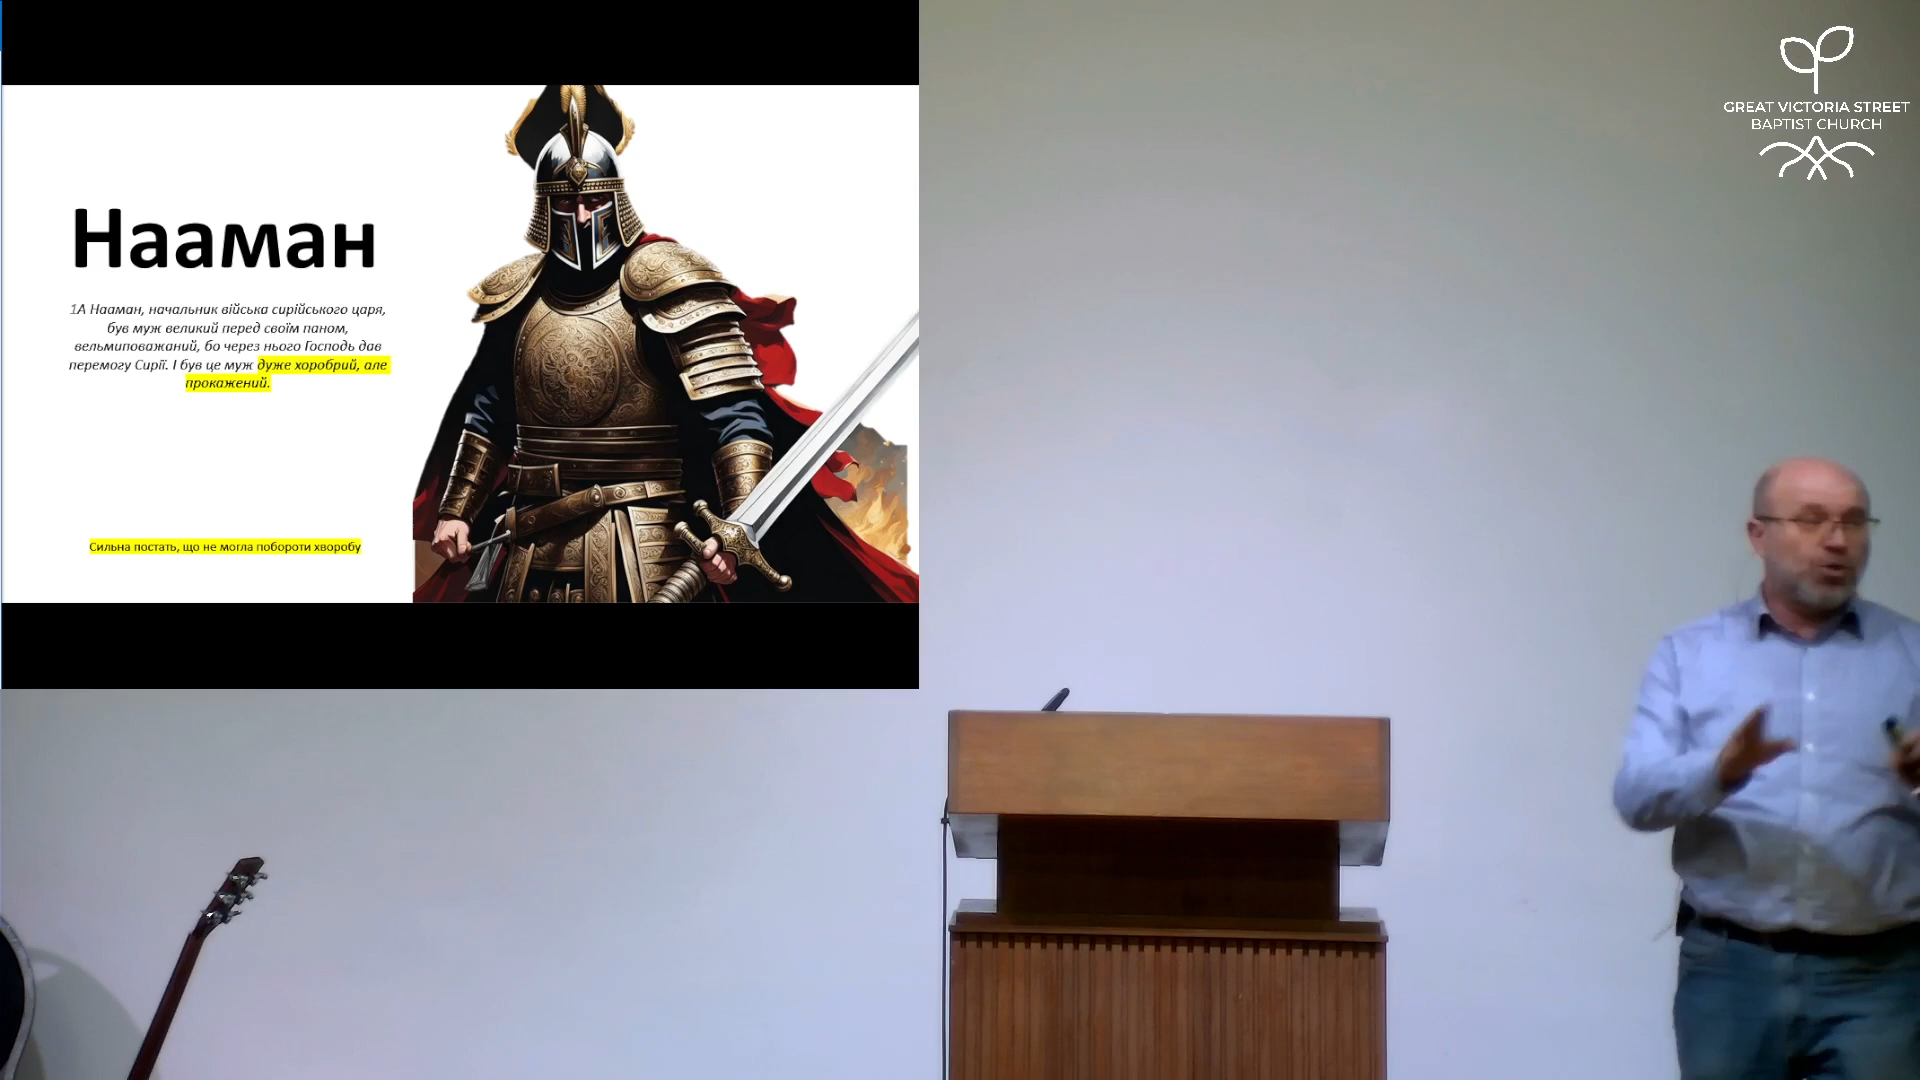 Нааман
1А Нааман, начальник війська сирійського царя,
був муж великий перед своїм паном,
вельмиповажаний, бо через нього Господь дав
перемогу Сирії. І був це муж дуже хоробрий, але
прокажений.
Сильна постать, що не могла побороти хворобу
GREAT VICTORIA STREET
BAPTIST CHURCH